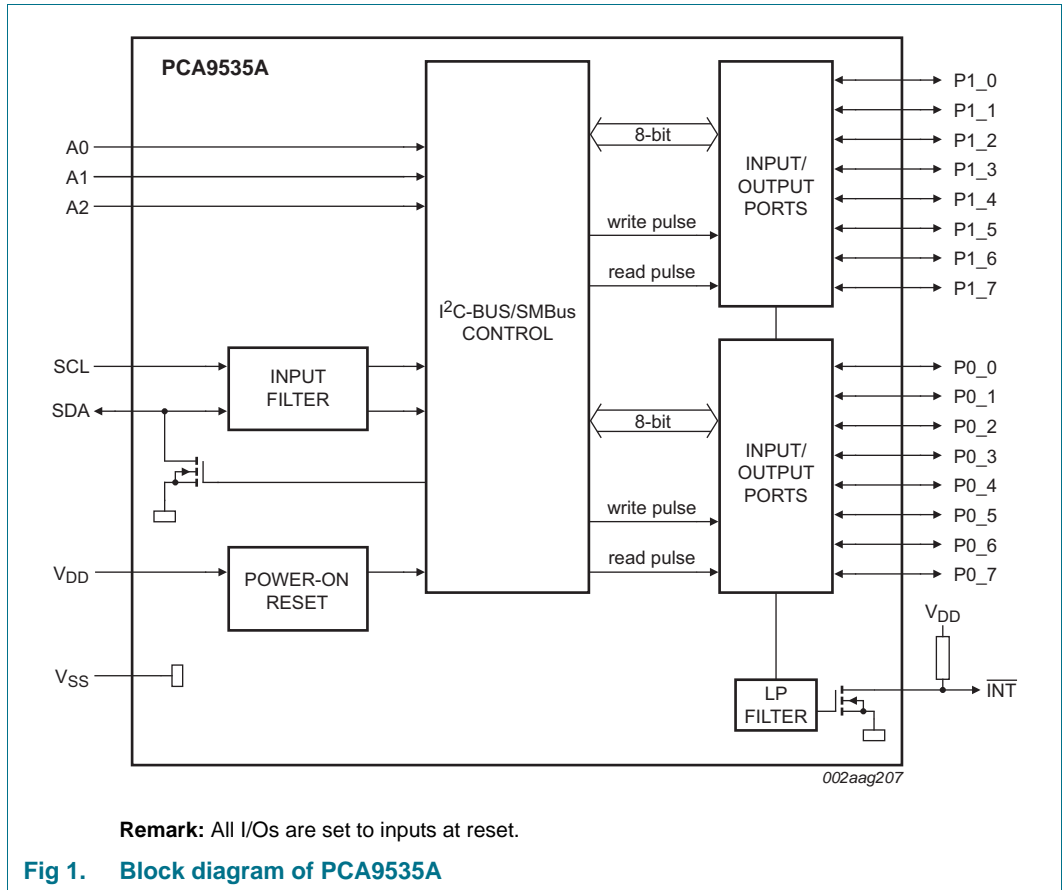 PCA9535A
A0
A1
A2
SCL
SDA
VDD
VSS
INPUT
FILTER
POWER-ON
RESET
I2C-BUS/SMBus
CONTROL
8-bit
write pulse
read pulse
INPUT/
OUTPUT
PORTS
P1_0
P1_1
P1_2
P1_3
P1_4
P1_5
P1_6
P1_7
8-bit
write pulse
read pulse
INPUT/
OUTPUT
PORTS
P0_0
P0_1
P0_2
P0_3
P0_4
P0_5
P0_6
P0_7
VDD
LP
FILTER
INT
002aag207
Remark: All I/Os are set to inputs at reset.
Fig 1. Block diagram of PCA9535A